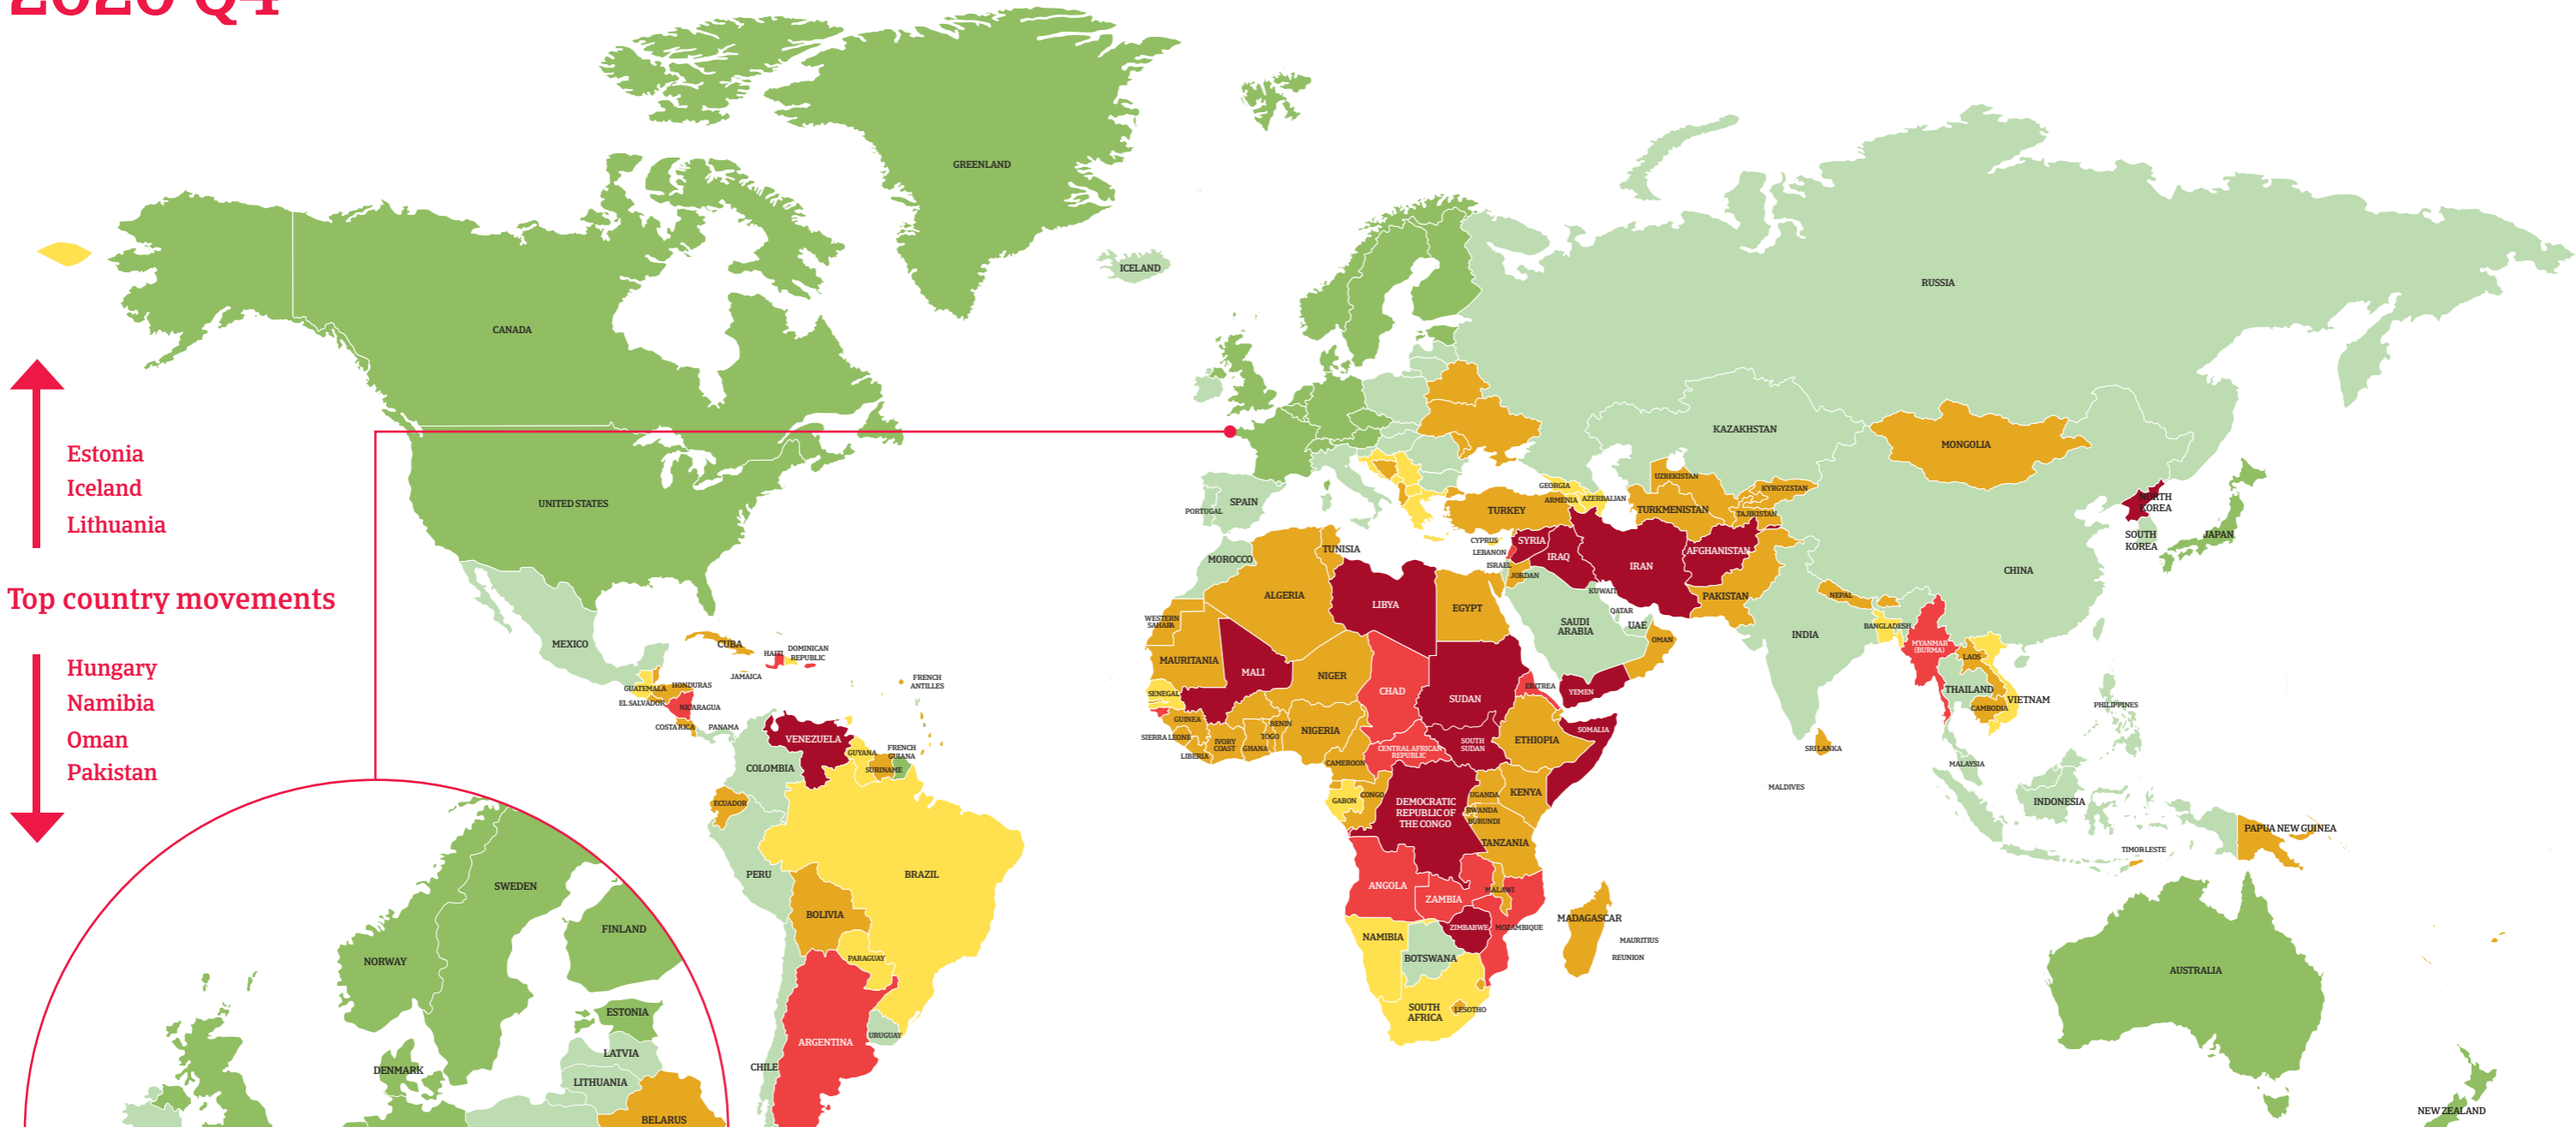 2020 Q4
GREENLAND
ICELAND
RUSSIA
CANADA
UNITED STATES
Estonia
Iceland
Lithuania
Top country movements
Hungary
Namibia
Oman
Pakistan
KAZAKHSTAN
MONGOLIA
UZBEKISTAN
KYRGYZSTAN
GEORGIA
ARMENIA
AZERBAIJAN
TURKEY
TURKMENISTAN
TAJIKISTAN
SPAIN
PORTUGAL
NORTH
KOREA
SOUTH
KOREA
JAPAN
CHINA
MOROCCO
TUNISIA
CYPRUS
LEBANON
SYRIA
ISRAEL
JORDAN
IRAQ
IRAN
AFGHANISTAN
KUWAIT
PAKISTAN
NEPAL
QATAR
UAE
OMAN
SAUDI
ARABIA
INDIA
BANGLADESH
MYANMAR
(BURMA)
LAOS
THAILAND
VIETNAM
CAMBODIA
PHILIPPINES
SRI LANKA
MALDIVES
MALAYSIA
INDONESIA
PAPUA NEW GUINEA
TIMOR LESTE
ALGERIA
LIBYA
EGYPT
WESTERN
SAHARA
MAURITANIA
MALI
NIGER
CHAD
SUDAN
ERITREA
YEMEN
SENEGAL
GUINEA
SIERRA LEONE
LIBERIA
IVORY
COAST
GHANA
TOGO
BENIN
NIGERIA
CAMEROON
CENTRAL AFRICAN
REPUBLIC
SOUTH
SUDAN
ETHIOPIA
SOMALIA
GABON
CONGO
DEMOCRATIC
REPUBLIC OF
THE CONGO
UGANDA
KENYA
RWANDA
BURUNDI
TANZANIA
ANGOLA
ZAMBIA
MALAWI
ZIMBABWE
MOZAMBIQUE
MADAGASCAR
MAURITIUS
REUNION
NAMIBIA
BOTSWANA
SOUTH
AFRICA
LESOTHO
MEXICO
CUBA
HAITI
DOMINICAN
REPUBLIC
JAMAICA
GUATEMALA
HONDURAS
EL SALVADOR
NICARAGUA
COSTA RICA
PANAMA
FRENCH
ANTILLES
VENEZUELA
GUYANA
FRENCH
GUIANA
SURINAME
COLOMBIA
ECUADOR
PERU
BRAZIL
BOLIVIA
PARAGUAY
URUGUAY
ARGENTINA
CHILE
AUSTRALIA
NEW ZEALAND
SWEDEN
FINLAND
NORWAY
ESTONIA
LATVIA
LITHUANIA
DENMARK
BELARUS